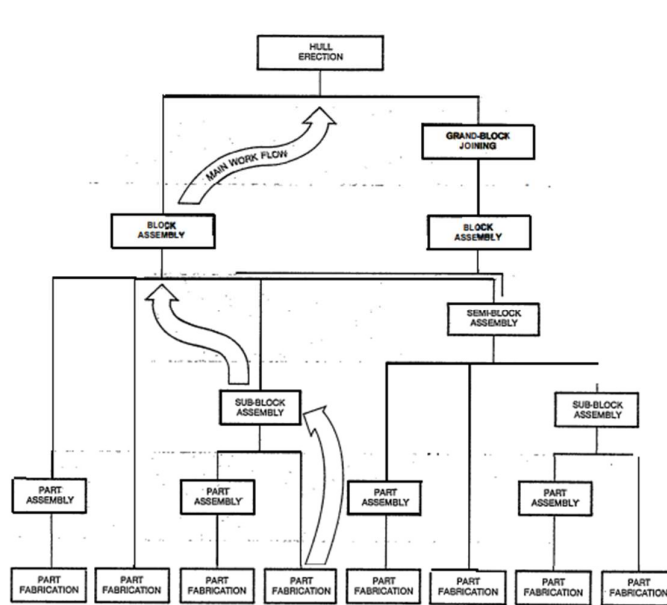 HULL
ERECTION
MAIN WORK FLOW
GRAND-BLOCK
JOINING
BLOCK
ASSEMBLY
BLOCK
ASSEMBLY
SEMI-BLOCK
ASSEMBLY
SUB-BLOCK
ASSEMBLY
SUB-BLOCK
ASSEMBLY
PART
ASSEMBLY
PART
ASSEMBLY
PART
ASSEMBLY
PART
ASSEMBLY
PART
FABRICATION
PART
FABRICATION
PART
FABRICATION
PART
FABRICATION
PART
FABRICATION
PART
FABRICATION
PART
FABRICATION
PART
FABRICATION